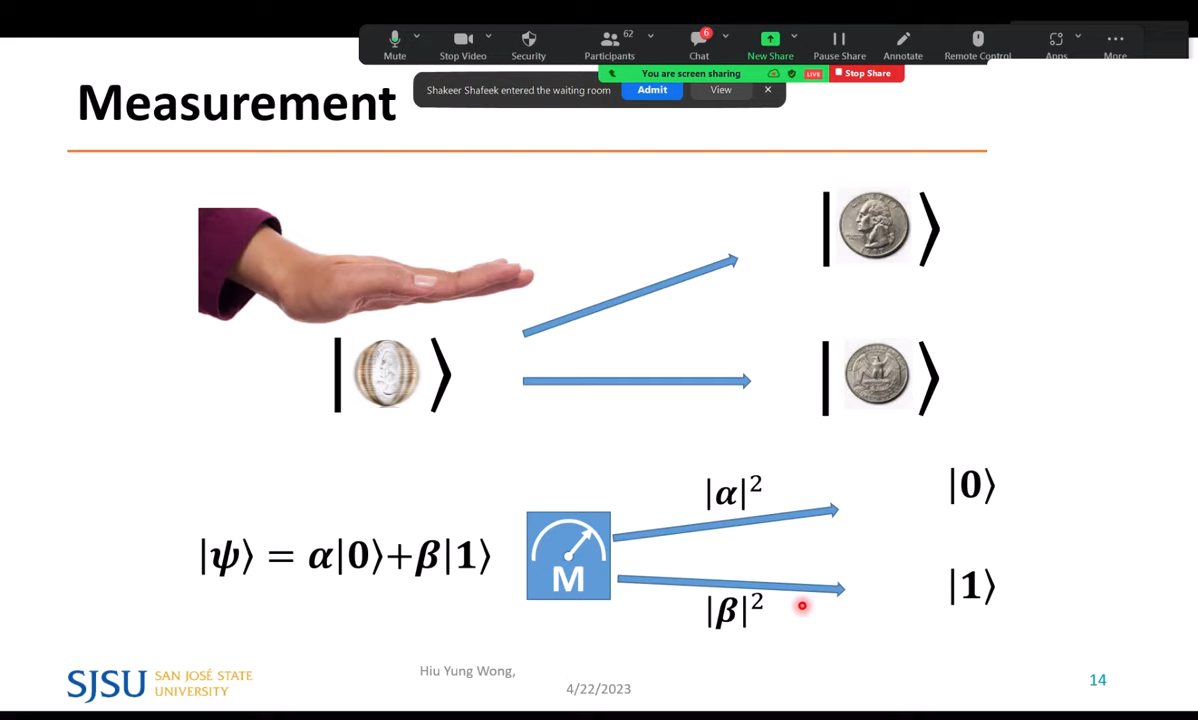 62
6
Mute
Stop Video
Security
Participants
Chat
New Share
Pause Share
Annotate
Remote Control
Apps
More
You are screen sharing
LIVE
Stop Share
Shakeer Shafeek entered the waiting room
Admit
View
Measurement
|α|²
|0⟩
|ψ⟩ = α|0⟩+β|1⟩
M
|1⟩
|β|²
SJSU
SAN JOSÉ STATE
UNIVERSITY
Hiu Yung Wong,
4/22/2023
14